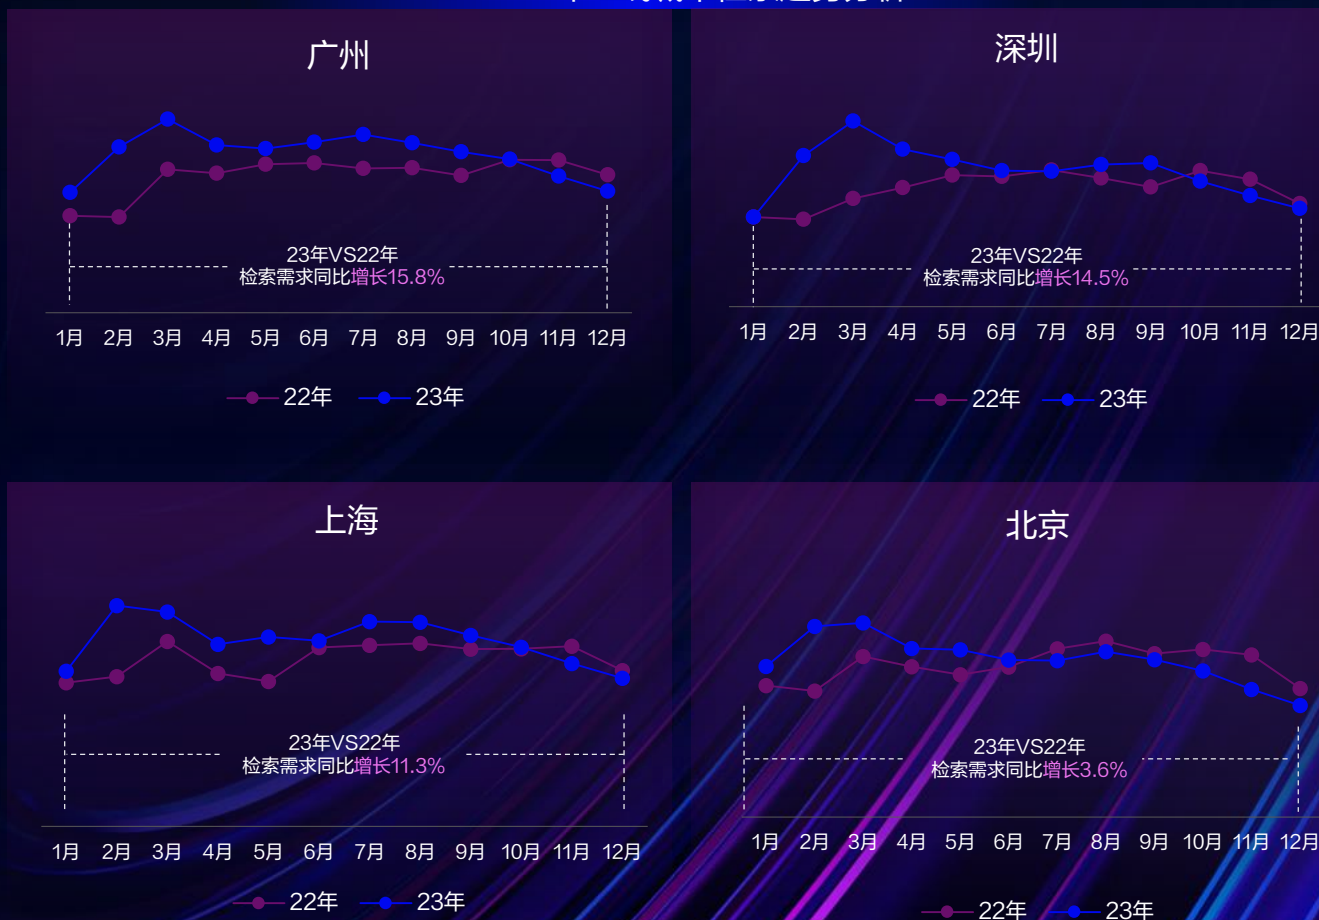 广州
23年VS22年
检索需求同比增长15.8%
1月 2月 3月 4月 5月 6月 7月 8月 9月 10月 11月 12月
22年 23年
深圳
23年VS22年
检索需求同比增长14.5%
1月 2月 3月 4月 5月 6月 7月 8月 9月 10月 11月 12月
22年 23年
上海
23年VS22年
检索需求同比增长11.3%
1月 2月 3月 4月 5月 6月 7月 8月 9月 10月 11月 12月
22年 23年
北京
23年VS22年
检索需求同比增长3.6%
1月 2月 3月 4月 5月 6月 7月 8月 9月 10月 11月 12月
22年 23年